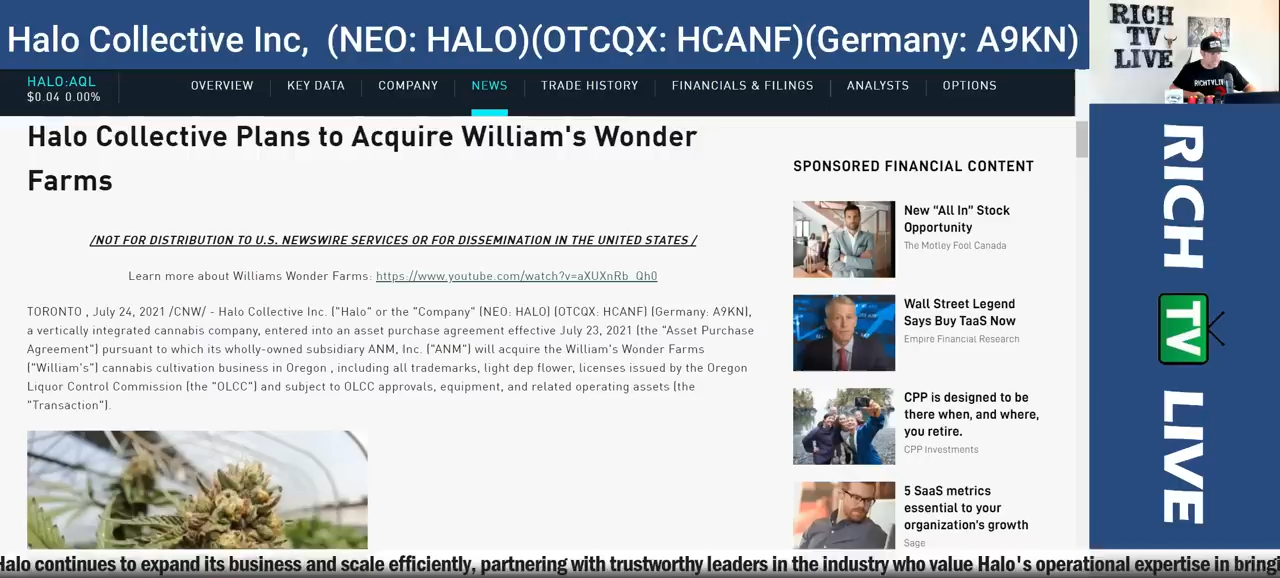 Halo Collective Inc, (NEO: HALO)(OTCQX: HCANF)(Germany: A9KN)
RICH
TV
LIVE
HALO:AQL
$0.04 0.00%
OVERVIEW KEY DATA COMPANY NEWS TRADE HISTORY FINANCIALS & FILINGS ANALYSTS OPTIONS
Halo Collective Plans to Acquire William's Wonder
Farms
/NOT FOR DISTRIBUTION TO U.S. NEWSWIRE SERVICES OR FOR DISSEMINATION IN THE UNITED STATES /
Learn more about Williams Wonder Farms: https://www.youtube.com/watch?v=aXUXnRb_Qh0
TORONTO , July 24, 2021 /CNW/ - Halo Collective Inc. ("Halo" or the "Company" (NEO: HALO) (OTCQX: HCANF) (Germany: A9KN),
a vertically integrated cannabis company, entered into an asset purchase agreement effective July 23, 2021 (the "Asset Purchase
Agreement") pursuant to which its wholly-owned subsidiary ANM, Inc. ("ANM") will acquire the William's Wonder Farms
("William's") cannabis cultivation business in Oregon , including all trademarks, light dep flower, licenses issued by the Oregon
Liquor Control Commission (the "OLCC") and subject to OLCC approvals, equipment, and related operating assets (the
"Transaction").
SPONSORED FINANCIAL CONTENT
New "All In" Stock
Opportunity
The Motley Fool Canada
Wall Street Legend
Says Buy TaaS Now
Empire Financial Research
CPP is designed to be
there when, and where,
you retire.
CPP Investments
5 SaaS metrics
essential to your
organization's growth
Sage
RICH
TV
LIVE
Halo continues to expand its business and scale efficiently, partnering with trustworthy leaders in the industry who value Halo's operational expertise in bring